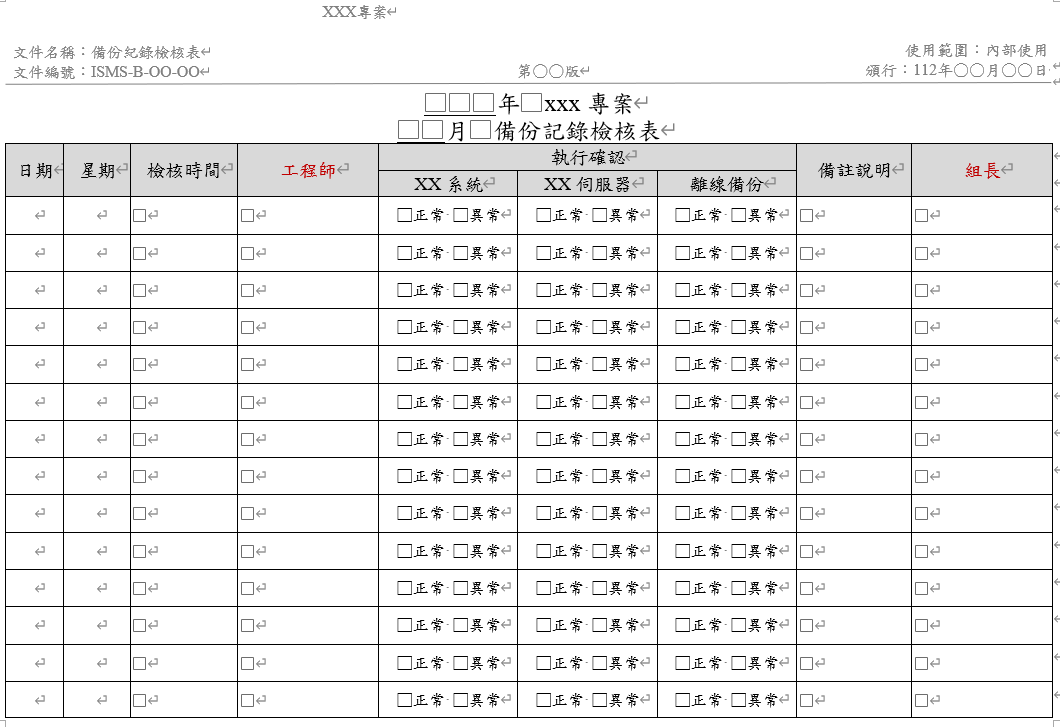 XXX專案
文件名稱：備份紀錄檢核表
使用範圍：內部使用
文件編號：ISMS-B-OO-OO
第○○版
頒行：112年○○月○○日
□□□年□xxx 專案
□□月□備份記錄檢核表
日期 星期 檢核時間 工程師 執行確認 備註說明 組長
XX 系統 XX 伺服器 離線備份
□ □ □正常 □異常 □正常 □異常 □正常 □異常 □ □
□ □ □正常 □異常 □正常 □異常 □正常 □異常 □ □
□ □ □正常 □異常 □正常 □異常 □正常 □異常 □ □
□ □ □正常 □異常 □正常 □異常 □正常 □異常 □ □
□ □ □正常 □異常 □正常 □異常 □正常 □異常 □ □
□ □ □正常 □異常 □正常 □異常 □正常 □異常 □ □
□ □ □正常 □異常 □正常 □異常 □正常 □異常 □ □
□ □ □正常 □異常 □正常 □異常 □正常 □異常 □ □
□ □ □正常 □異常 □正常 □異常 □正常 □異常 □ □
□ □ □正常 □異常 □正常 □異常 □正常 □異常 □ □
□ □ □正常 □異常 □正常 □異常 □正常 □異常 □ □
□ □ □正常 □異常 □正常 □異常 □正常 □異常 □ □
□ □ □正常 □異常 □正常 □異常 □正常 □異常 □ □
□ □ □正常 □異常 □正常 □異常 □正常 □異常 □ □